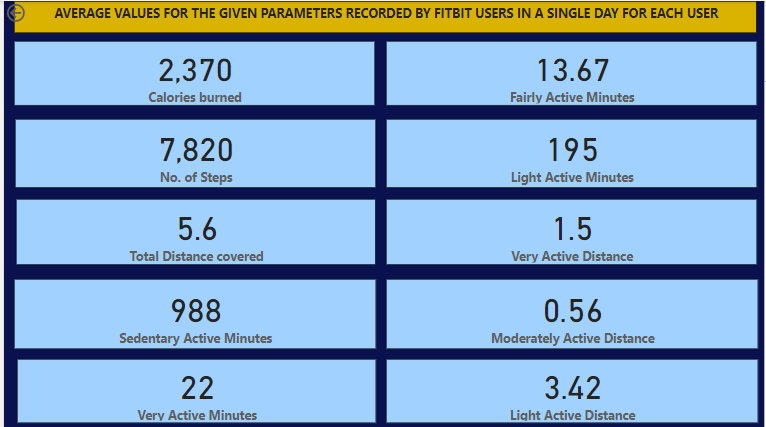 AVERAGE VALUES FOR THE GIVEN PARAMETERS RECORDED BY FITBIT USERS IN A SINGLE DAY FOR EACH USER
2,370
Calories burned
13.67
Fairly Active Minutes
7,820
No. of Steps
195
Light Active Minutes
5.6
Total Distance covered
1.5
Very Active Distance
988
Sedentary Active Minutes
0.56
Moderately Active Distance
22
Very Active Minutes
3.42
Light Active Distance